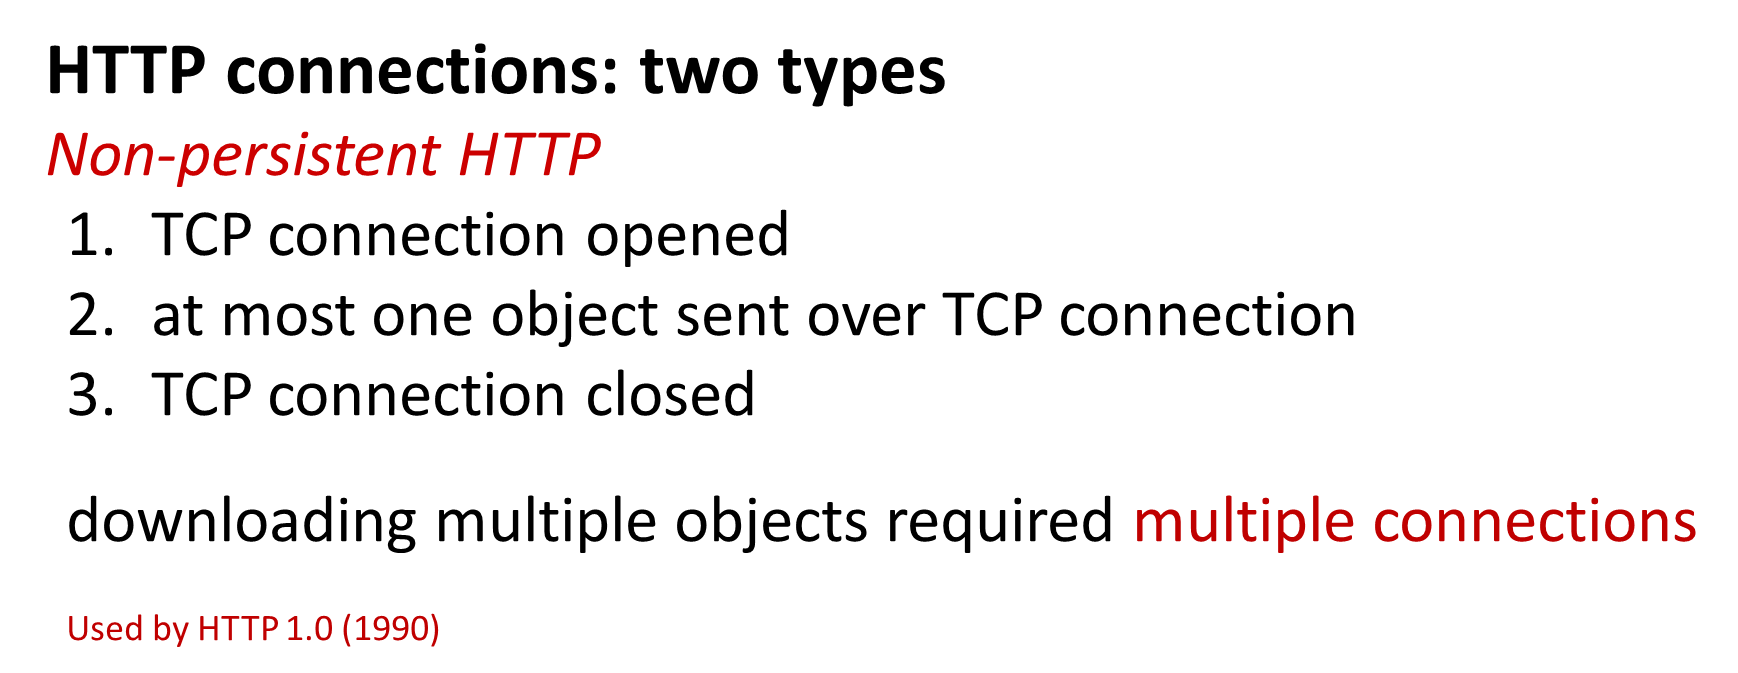 HTTP connections: two types
Non-persistent HTTP
1. TCP connection opened
2. at most one object sent over TCP connection
3. TCP connection closed
downloading multiple objects required multiple connections
Used by HTTP 1.0 (1990)